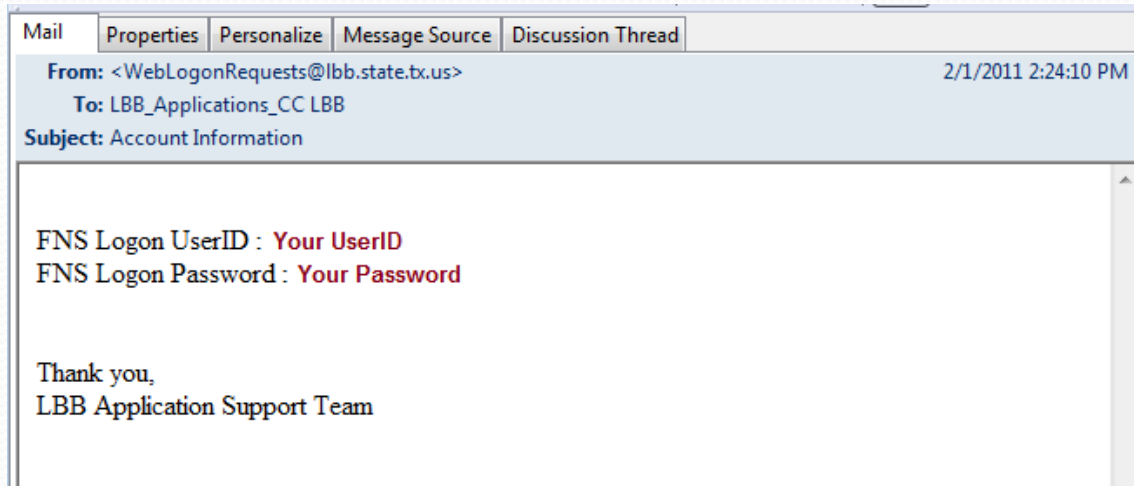 Mail Properties Personalize Message Source Discussion Thread
From: <WebLogonRequests@lbb.state.tx.us> 2/1/2011 2:24:10 PM
To: LBB_Applications_CC LBB
Subject: Account Information
FNS Logon UserID : Your UserID
FNS Logon Password : Your Password
Thank you,
LBB Application Support Team